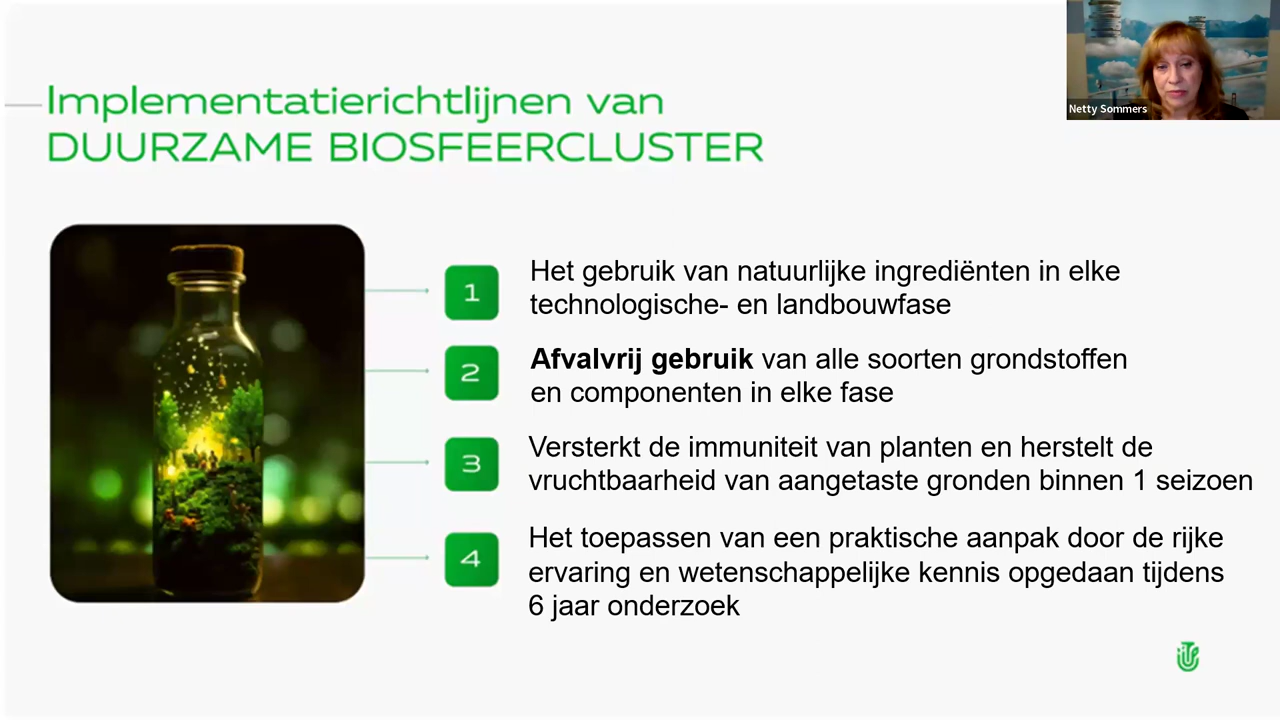 Netty Sommers
Implementatierichtlijnen van
DUURZAME BIOSFEERCLUSTER
1
Het gebruik van natuurlijke ingrediënten in elke
technologische- en landbouwfase
2
Afvalvrij gebruik van alle soorten grondstoffen
en componenten in elke fase
3
Versterkt de immuniteit van planten en herstelt de
vruchtbaarheid van aangetaste gronden binnen 1 seizoen
4
Het toepassen van een praktische aanpak door de rijke
ervaring en wetenschappelijke kennis opgedaan tijdens
6 jaar onderzoek